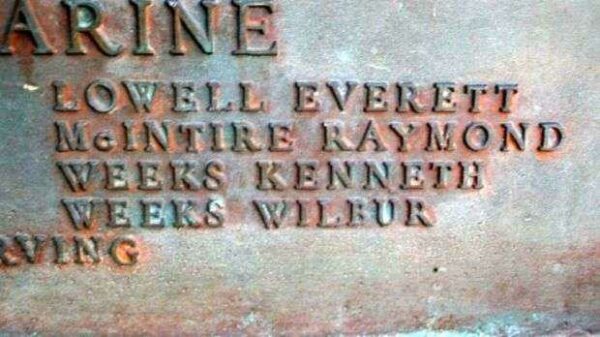 ARINE
LOWELL EVERETT
McINTIRE RAYMOND
WEEKS KENNETH
WEEKS WILBUR
RVING